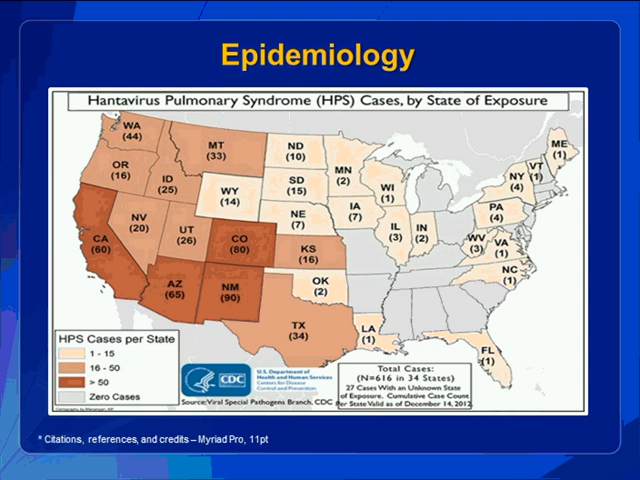 Epidemiology
Hantavirus Pulmonary Syndrome (HPS) Cases, by State of Exposure
WA
(44)
MT
(33)
ND
(10)
ME
(1)
OR
(16)
ID
(25)
SD
(15)
MN
(2)
WI
(1)
NY
(4)
VT
(1)
WY
(14)
NE
(7)
IA
(7)
PA
(4)
NV
(20)
UT
(26)
CO
(80)
KS
(16)
IL
(3)
IN
(2)
WV
(3)
VA
(1)
CA
(60)
AZ
(65)
NM
(90)
OK
(2)
NC
(1)
TX
(34)
LA
(1)
FL
(1)
HPS Cases per State
1 - 15
16 - 50
> 50
Zero Cases
CDC
U.S. Department of
Health and Human Services
Centers for Disease
Control and Prevention
Source:Viral Special Pathogens Branch, CDC
Total Cases:
(N=616 in 34 States)
27 Cases With an Unknown State
of Exposure. Cumulative Case Count
Per State Valid as of December 14, 2012
* Citations, references, and credits – Myriad Pro, 11pt